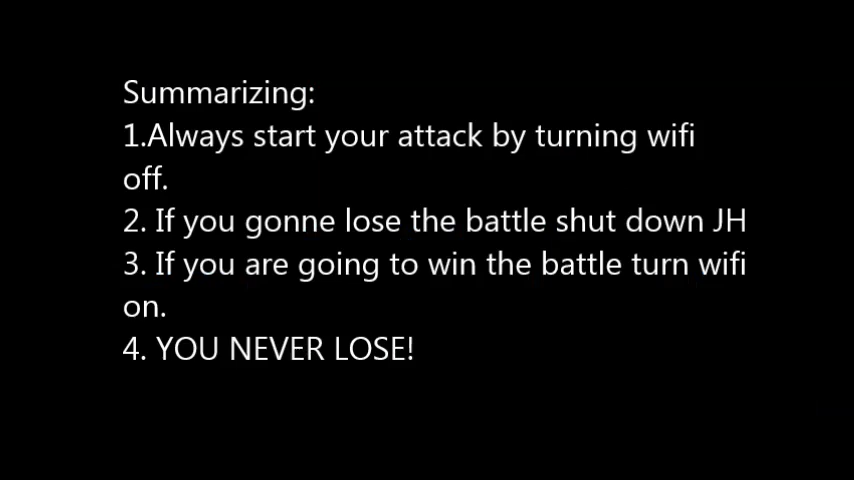 Summarizing:
1.Always start your attack by turning wifi
off.
2. If you gonne lose the battle shut down JH
3. If you are going to win the battle turn wifi
on.
4. YOU NEVER LOSE!